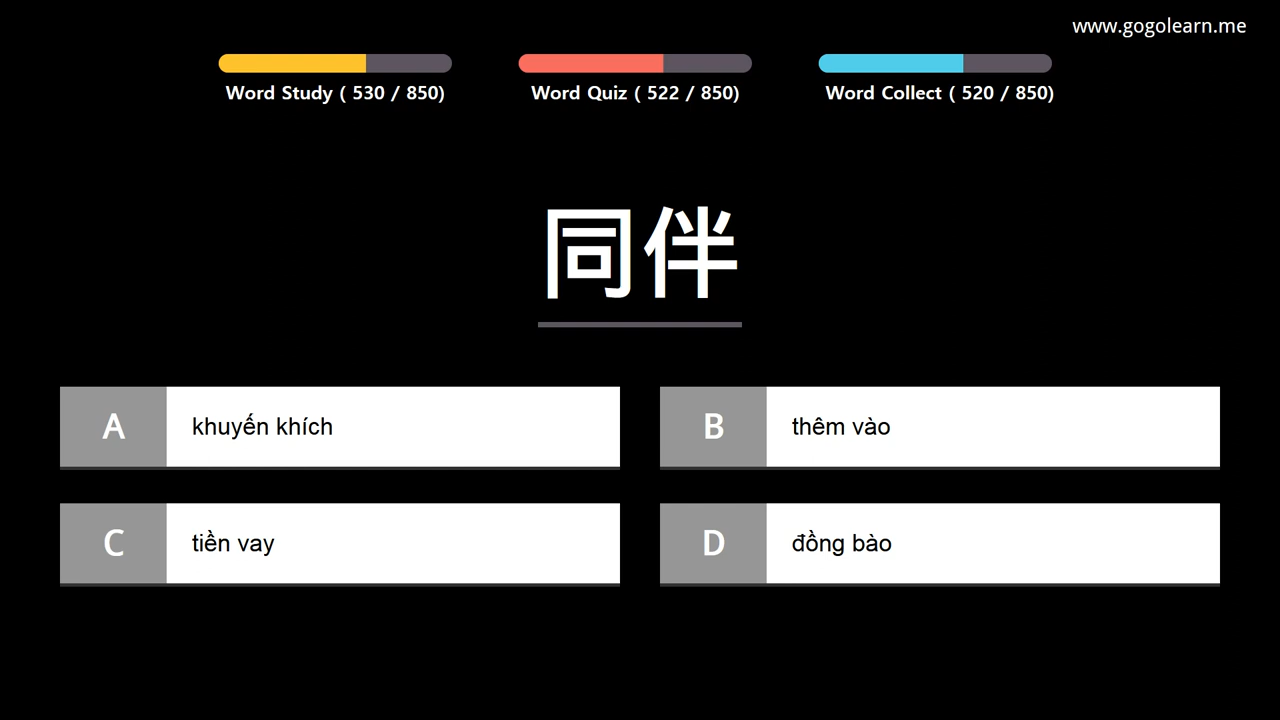 www.gogolearn.me
Word Study ( 530 / 850)
Word Quiz ( 522 / 850)
Word Collect ( 520 / 850)
同伴
A khuyến khích
B thêm vào
C tiền vay
D đồng bào